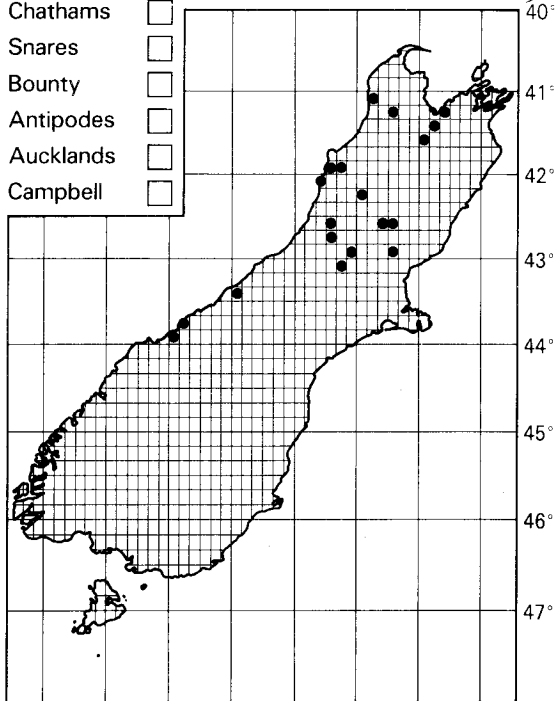 Chathams
Snares
Bounty
Antipodes
Aucklands
Campbell
40°
41°
42°
43°
44°
45°
46°
47°